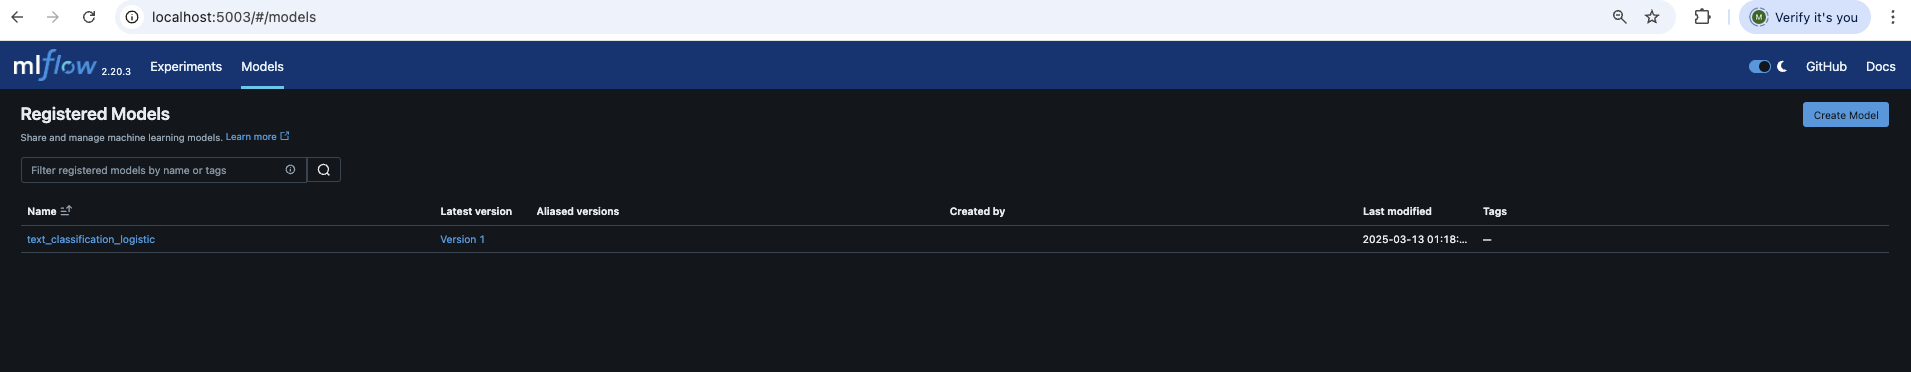 localhost:5003/#/models
M Verify it's you
mlflow 2.20.3 Experiments Models GitHub Docs
Registered Models
Create Model
Share and manage machine learning models. Learn more
Filter registered models by name or tags
Name Latest version Aliased versions Created by Last modified Tags
text_classification_logistic Version 1 2025-03-13 01:18:... —